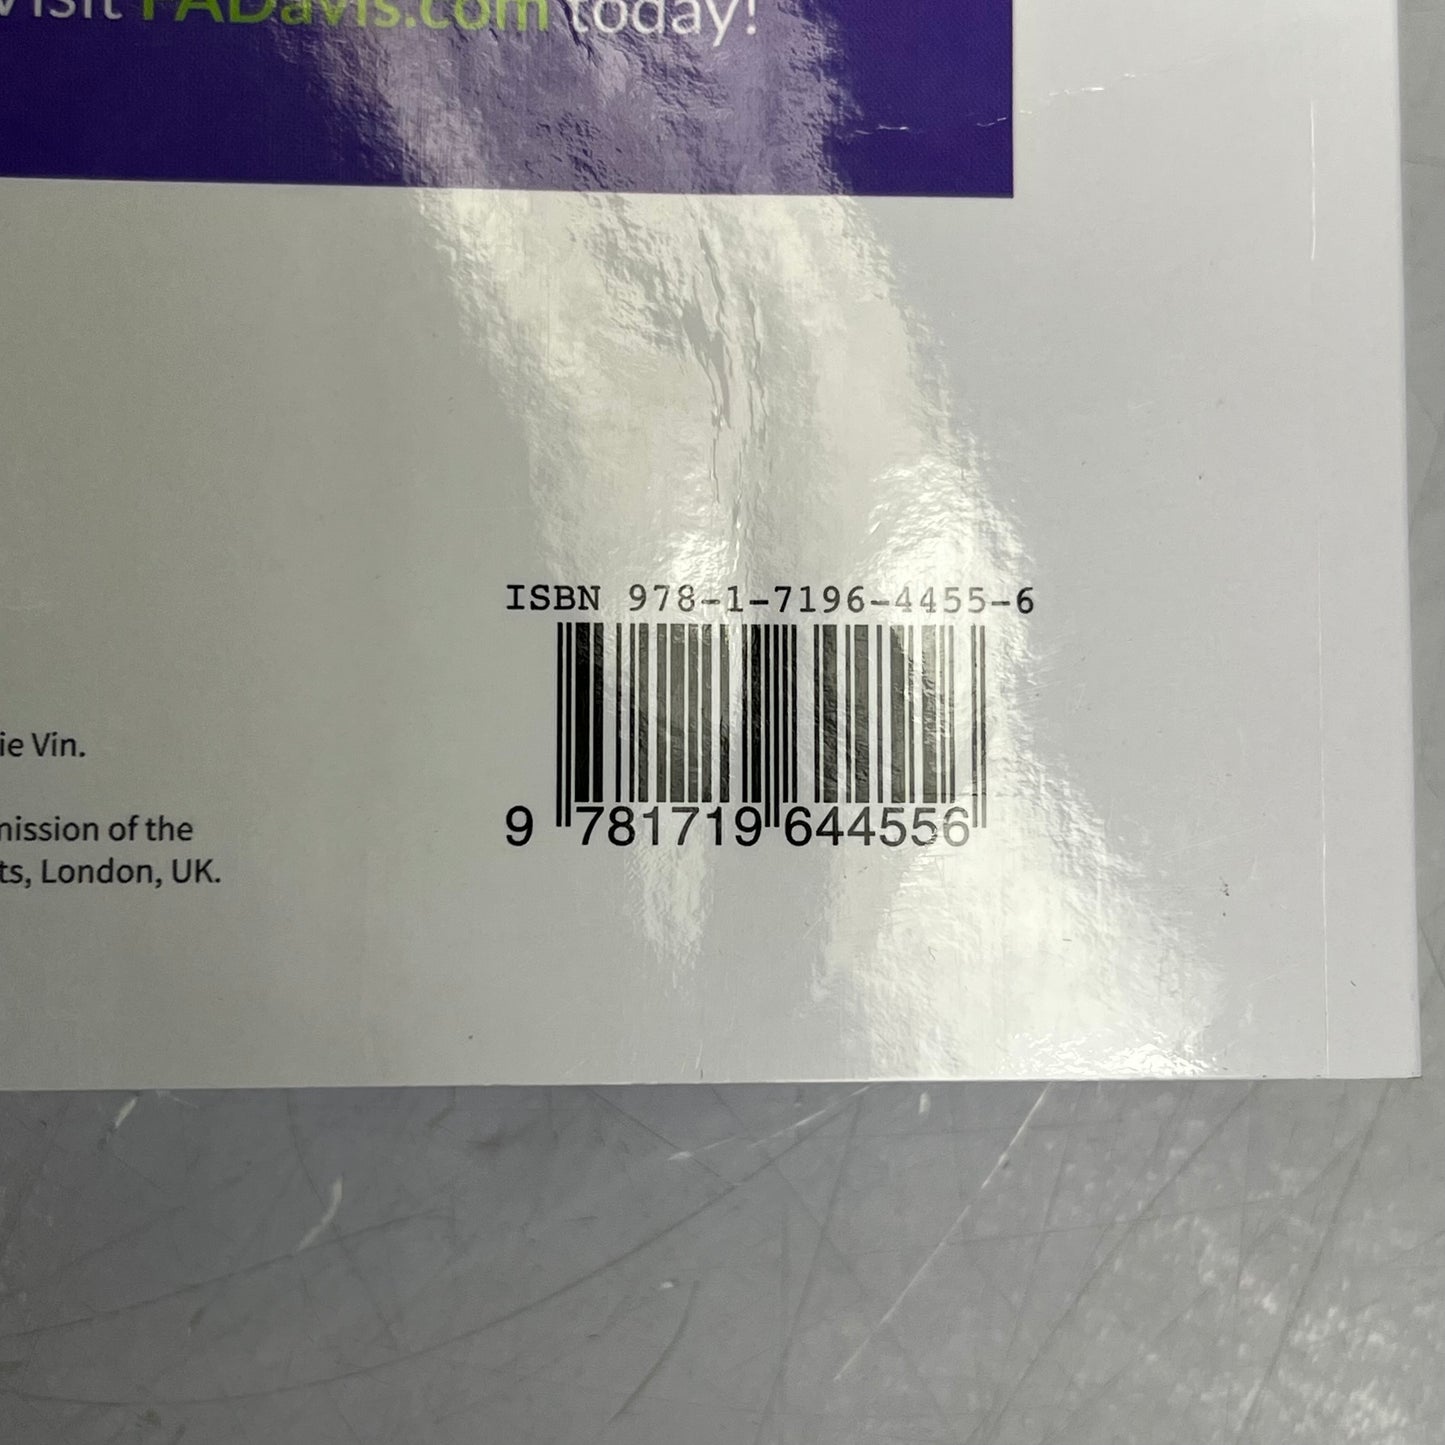 visit FADavis.com today!
ISBN 978-1-7196-4455-6
9 781719 644556
ie Vin.
mission of the
ts, London, UK.